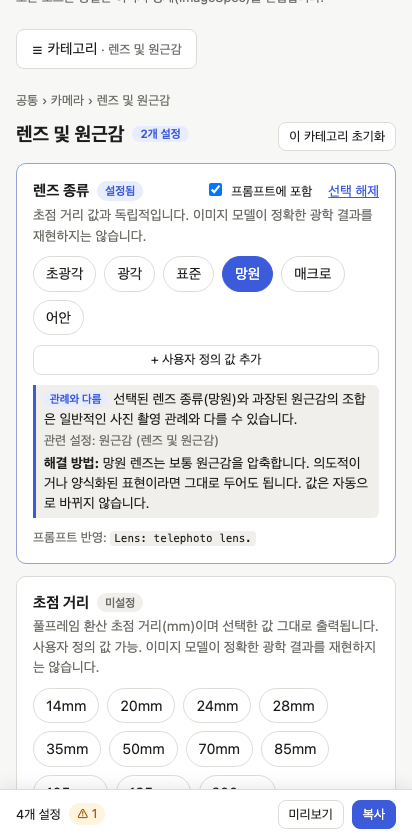 ≡ 카테고리 · 렌즈 및 원근감
공통 › 카메라 › 렌즈 및 원근감
렌즈 및 원근감 2개 설정 이 카테고리 초기화
렌즈 종류 설정됨 프롬프트에 포함 선택 해제
초점 거리 값과 독립적입니다. 이미지 모델이 정확한 광학 결과를
재현하지는 않습니다.
초광각 광각 표준 망원 매크로
어안
+ 사용자 정의 값 추가
관례와 다름 선택된 렌즈 종류(망원)와 과장된 원근감의 조합
은 일반적인 사진 촬영 관례와 다를 수 있습니다.
관련 설정: 원근감 (렌즈 및 원근감)
해결 방법: 망원 렌즈는 보통 원근감을 압축합니다. 의도적이
거나 양식화된 표현이라면 그대로 두어도 됩니다. 값은 자동으
로 바뀌지 않습니다.
프롬프트 반영: Lens: telephoto lens.
초점 거리 미설정
풀프레임 환산 초점 거리(mm)이며 선택한 값 그대로 출력됩니다.
사용자 정의 값 가능. 이미지 모델이 정확한 광학 결과를 재현하지
는 않습니다.
14mm 20mm 24mm 28mm
35mm 50mm 70mm 85mm
4개 설정 ⚠ 1 미리보기 복사